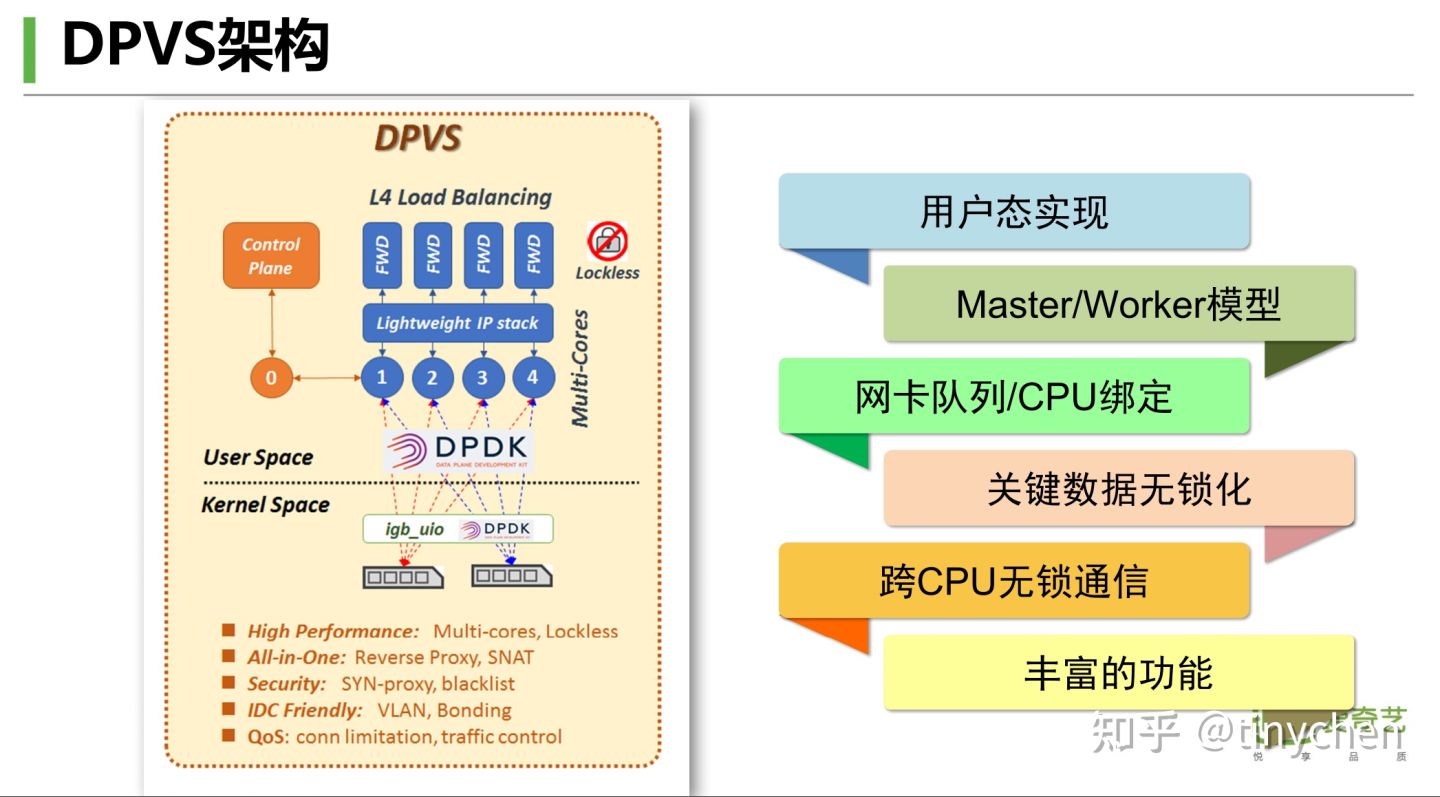 DPVS架构
DPVS
L4 Load Balancing
Control
Plane
FWD
FWD
FWD
FWD
Lockless
Lightweight IP stack
Multi-Cores
0
1
2
3
4
DPDK
DATA PLANE DEVELOPMENT KIT
User Space
Kernel Space
igb_uio
DPDK
High Performance: Multi-cores, Lockless
All-in-One: Reverse Proxy, SNAT
Security: SYN-proxy, blacklist
IDC Friendly: VLAN, Bonding
QoS: conn limitation, traffic control
用户态实现
Master/Worker模型
网卡队列/CPU绑定
关键数据无锁化
跨CPU无锁通信
丰富的功能
奇艺
知乎 @tinychen
悦享品质